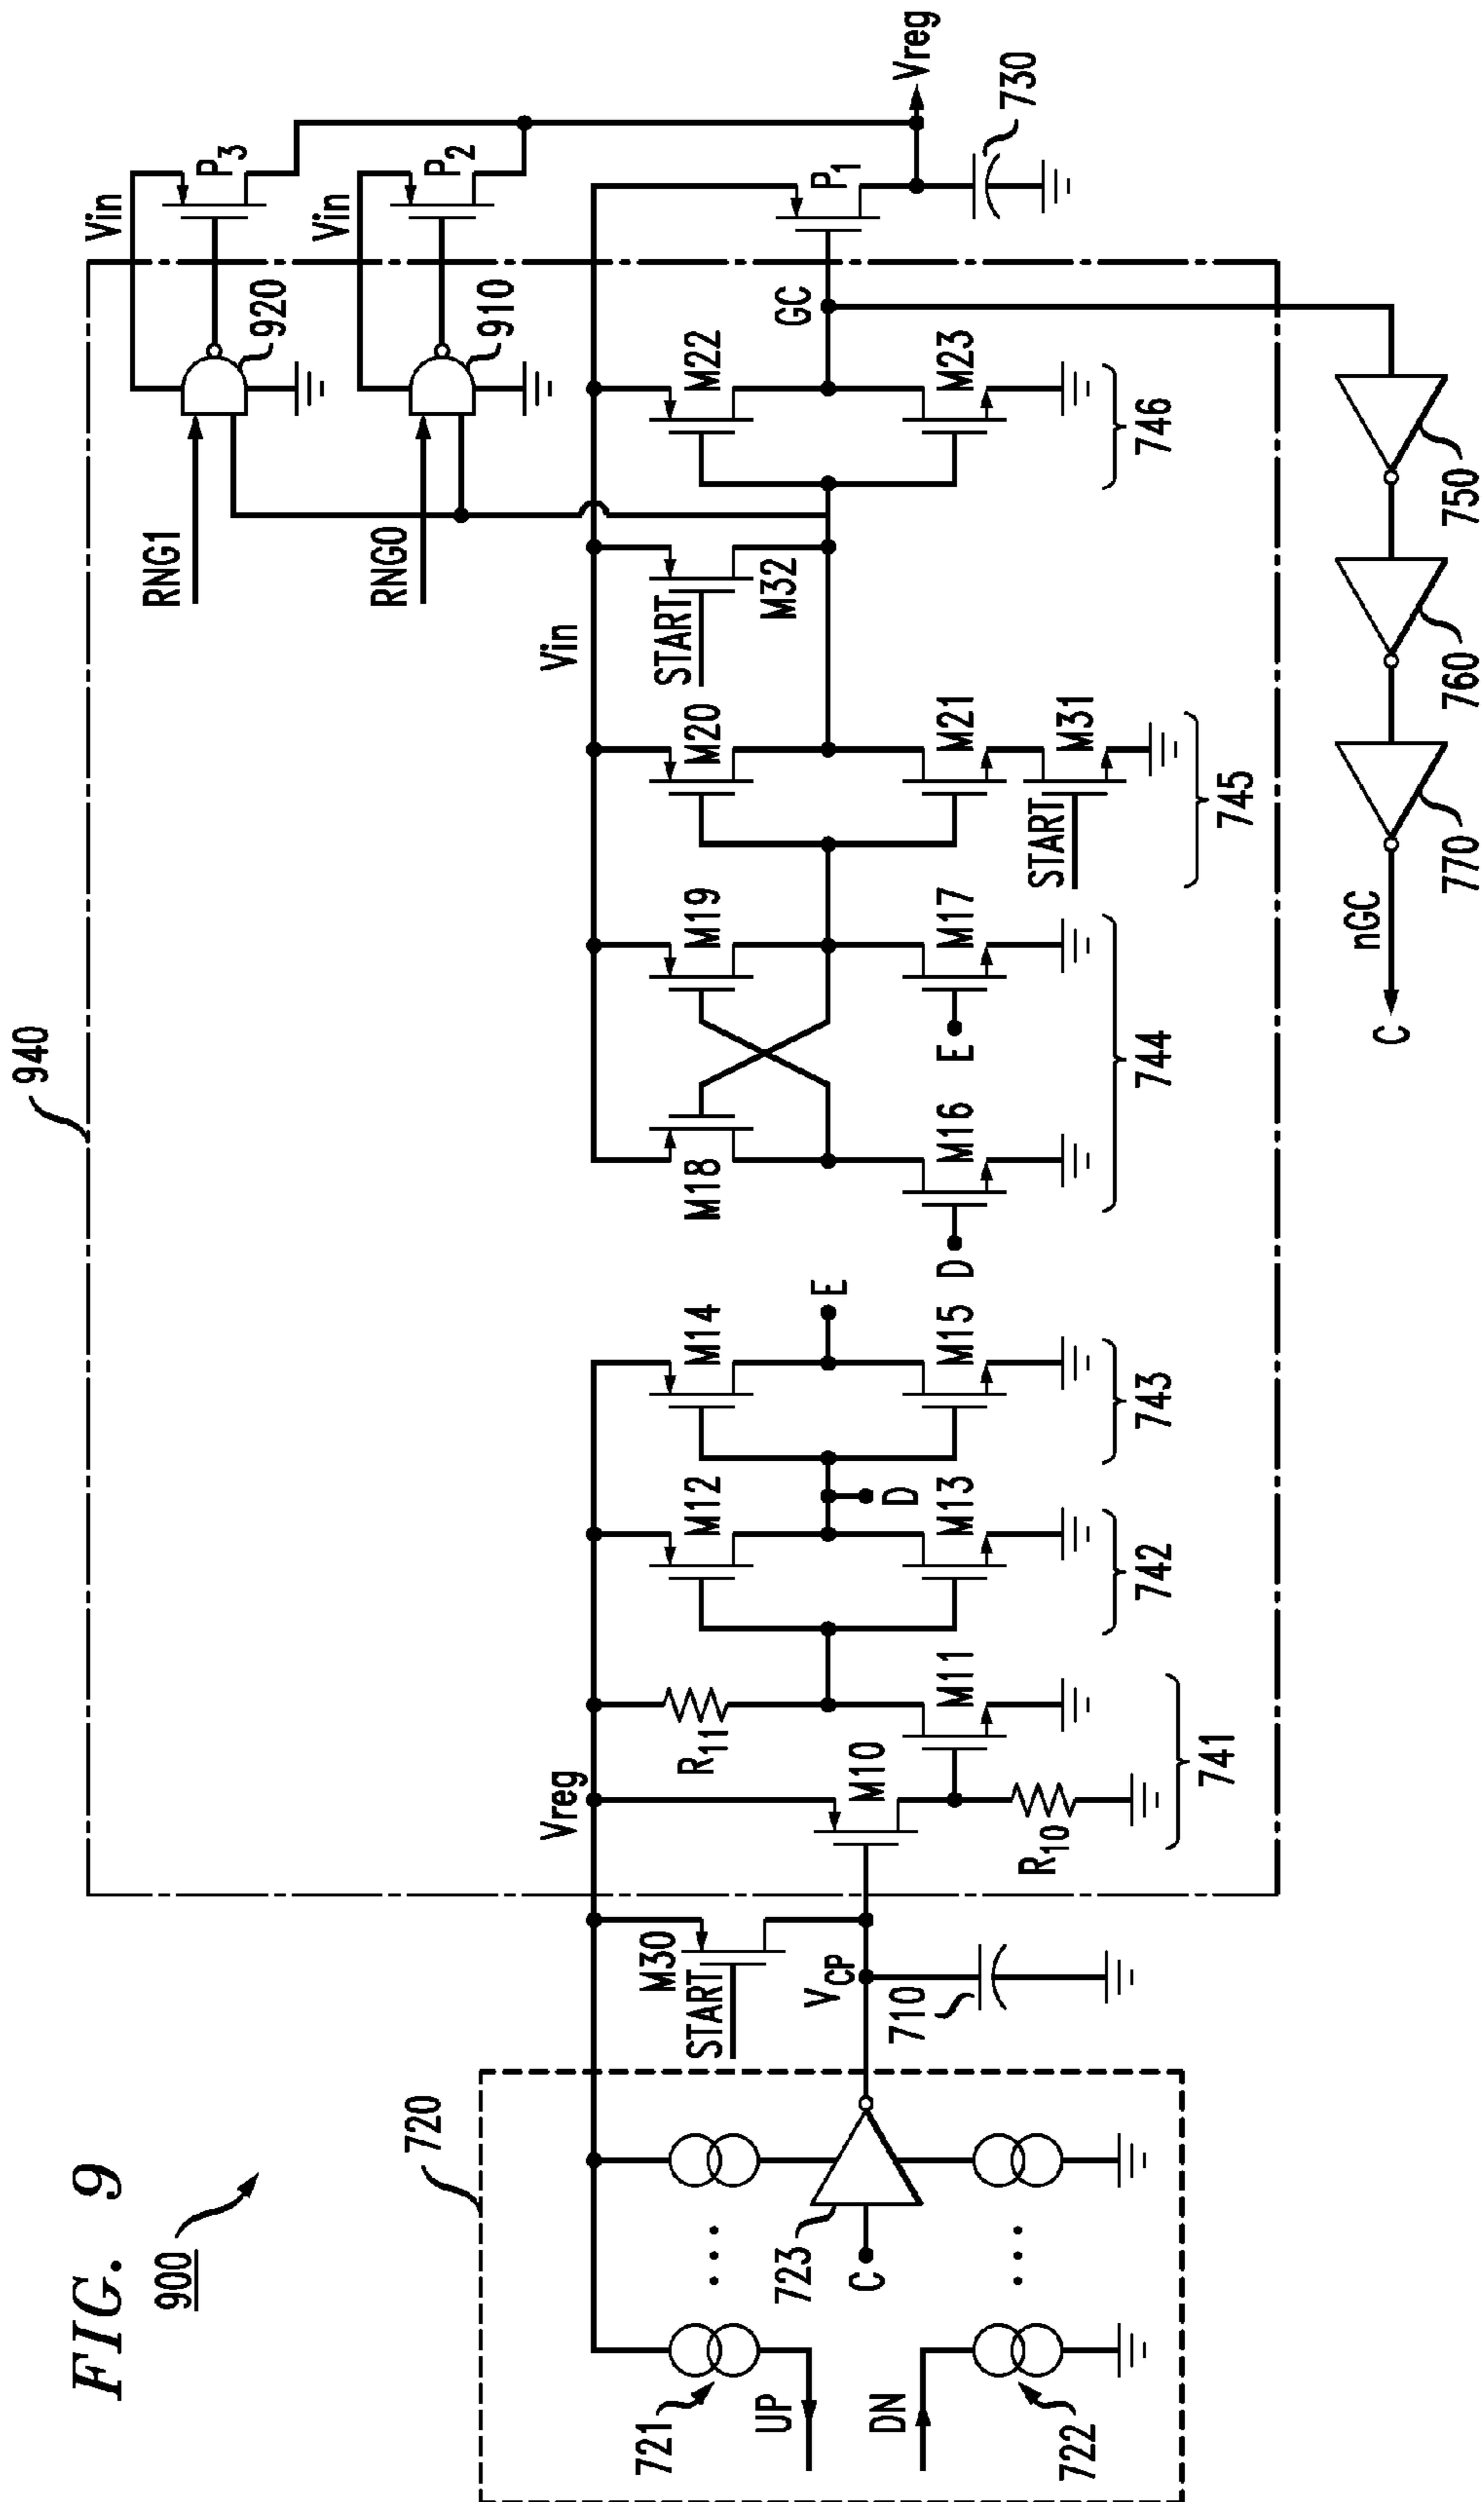 FIG. 9
900
940
720
721
722
723
UP
DN
C
VCP
710
M30
START
Vreg
R10
M10
R11
M11
741
M12
M13
742
D
M14
M15
743
E
D
M16
M18
E
M17
M19
744
M20
M21
START
M31
745
Vin
START
M32
RNG1
RNG0
920
910
Vin
Vin
P3
P2
M22
M23
746
GC
P1
Vreg
730
750
760
770
nGC
C